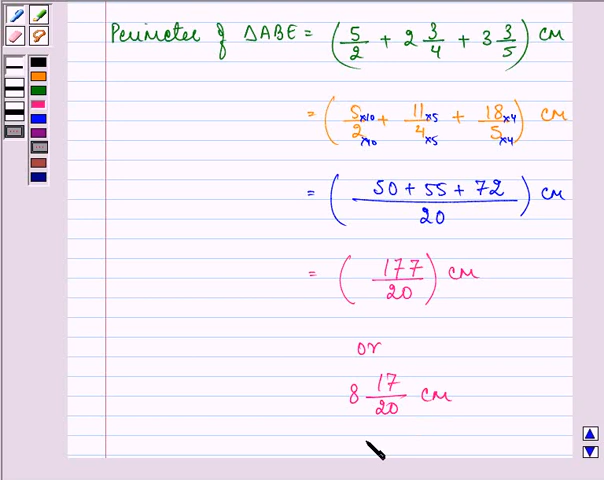 Perimeter of ΔABE = (5/2 + 2 3/4 + 3 3/5) cm
= (5×10/2×10 + 11×5/4×5 + 18×4/5×4) cm
= (50 + 55 + 72/20) cm
= (177/20) cm
or
8 17/20 cm